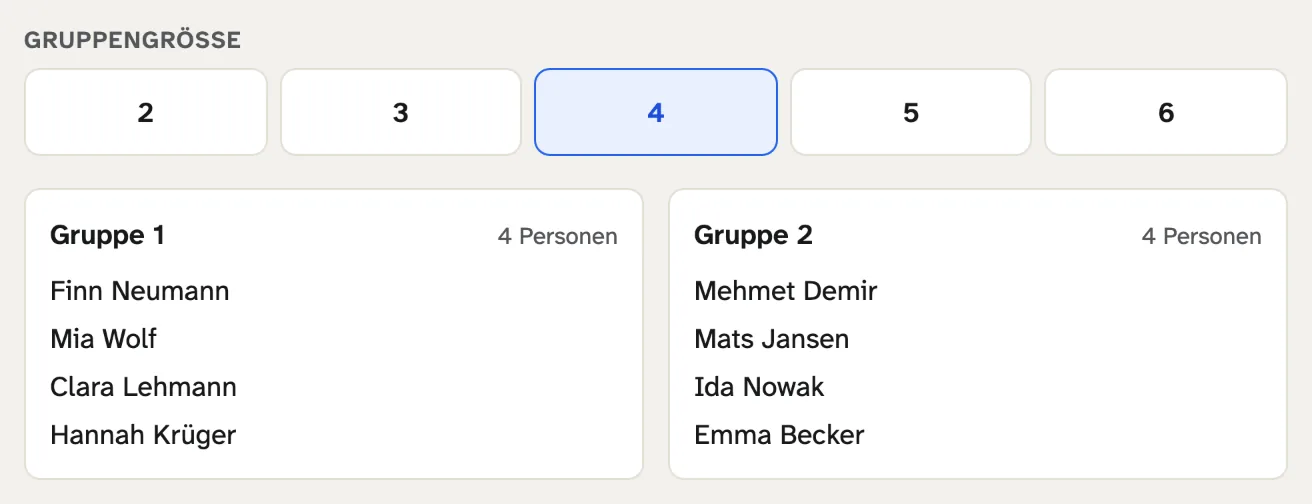 GRUPPENGRÖSSE
2 3 4 5 6
Gruppe 1 4 Personen
Finn Neumann
Mia Wolf
Clara Lehmann
Hannah Krüger
Gruppe 2 4 Personen
Mehmet Demir
Mats Jansen
Ida Nowak
Emma Becker